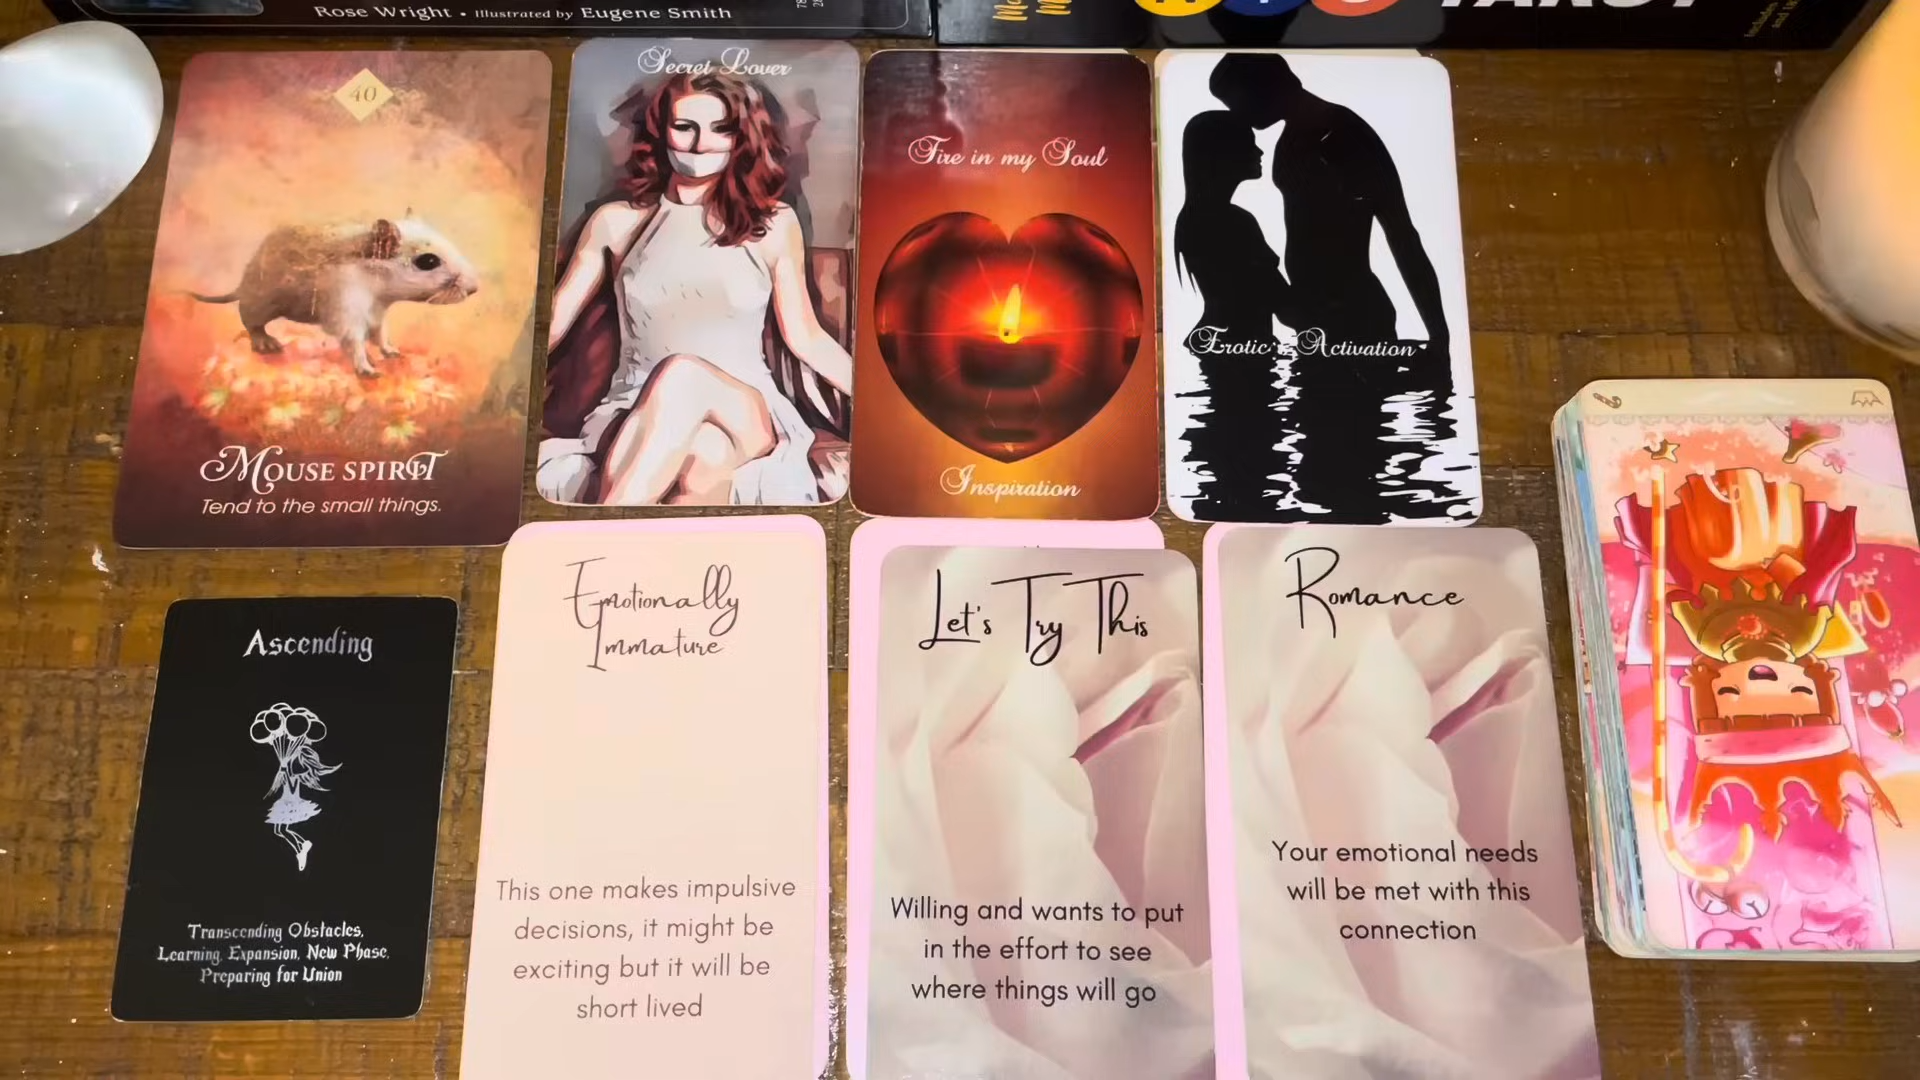 Rose Wright • Illustrated by Eugene Smith
TAROT
40
Mouse Spirit
Tend to the small things.
Secret Lover
Fire in my Soul
Inspiration
Erotic Activation
Ascending
Transcending Obstacles,
Learning, Expansion, New Phase,
Preparing for Union
Emotionally
Immature
This one makes impulsive
decisions, it might be
exciting but it will be
short lived
Let's Try This
Willing and wants to put
in the effort to see
where things will go
Romance
Your emotional needs
will be met with this
connection